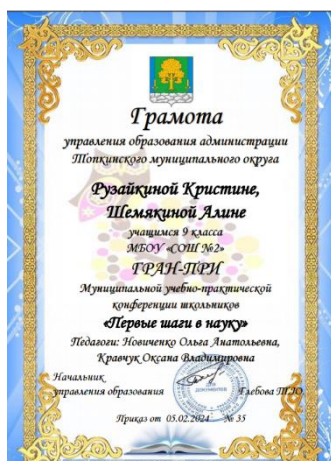 Грамота
управления образования администрации
Топкинского муниципального округа
Рузайкиной Кристине,
Шемякиной Алине
учащимся 9 класса
МБОУ «СОШ №2»
ГРАН-ПРИ
Муниципальной учебно-практической
конференции школьников
«Первые шаги в науку»
Педагоги: Новиченко Ольга Анатольевна,
Кравчук Оксана Владимировна
Начальник
управления образования Глебова Т.Ю.
Приказ от 05.02.2024 № 35